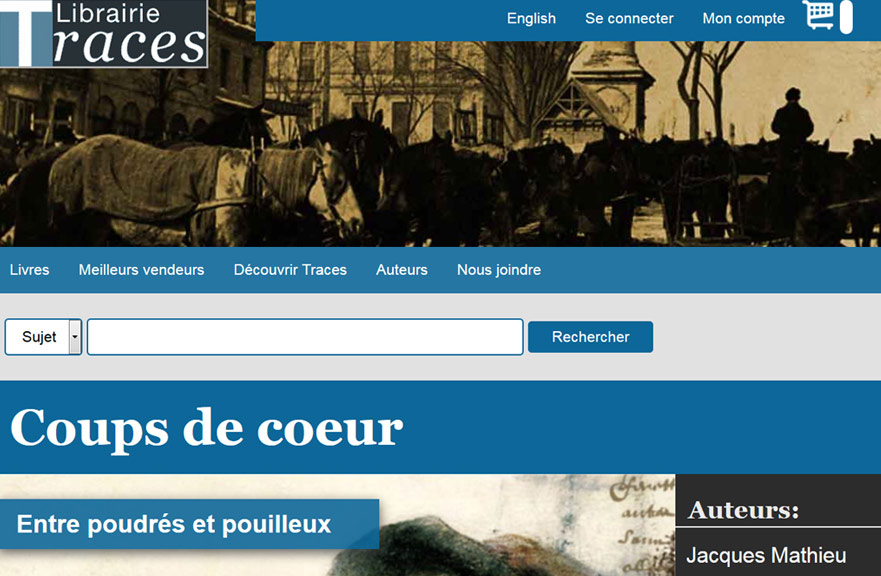 Librairie
Traces
English Se connecter Mon compte
Livres Meilleurs vendeurs Découvrir Traces Auteurs Nous joindre
Sujet Rechercher
Coups de coeur
Entre poudrés et pouilleux
Auteurs:
Jacques Mathieu